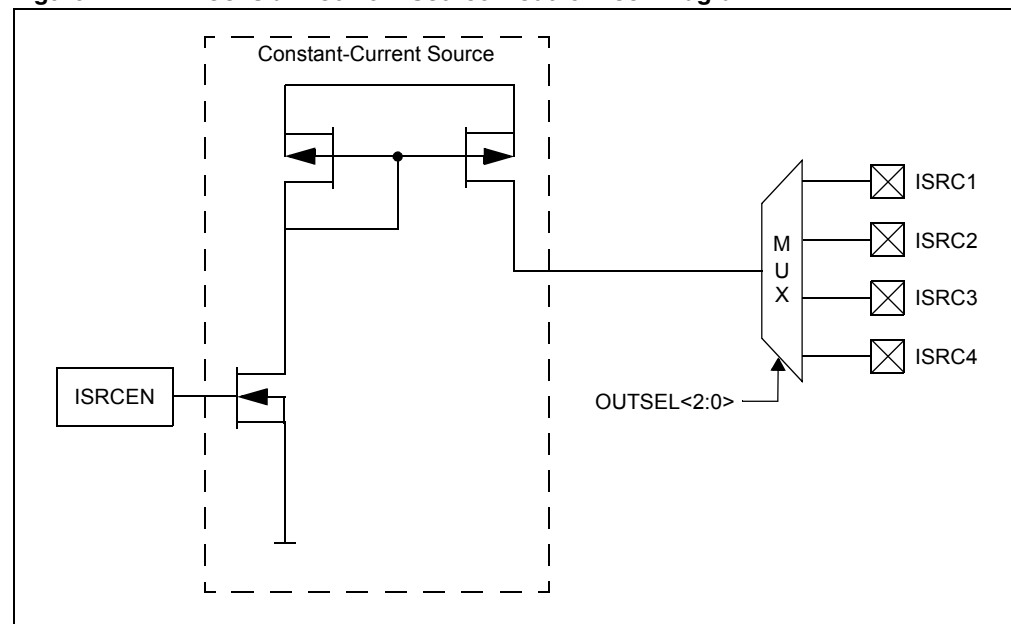 Constant-Current Source
ISRC1
ISRC2
ISRC3
ISRC4
M
U
X
ISRCEN
OUTSEL<2:0>